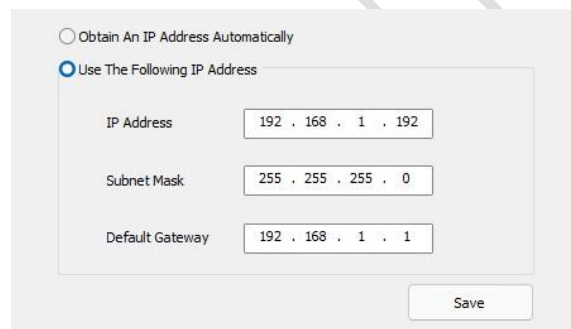 Obtain An IP Address Automatically
Use The Following IP Address
IP Address 192 . 168 . 1 . 192
Subnet Mask 255 . 255 . 255 . 0
Default Gateway 192 . 168 . 1 . 1
Save